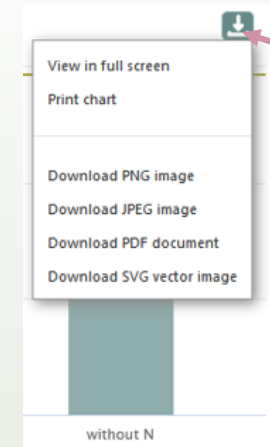 View in full screen
Print chart
Download PNG image
Download JPEG image
Download PDF document
Download SVG vector image
without N